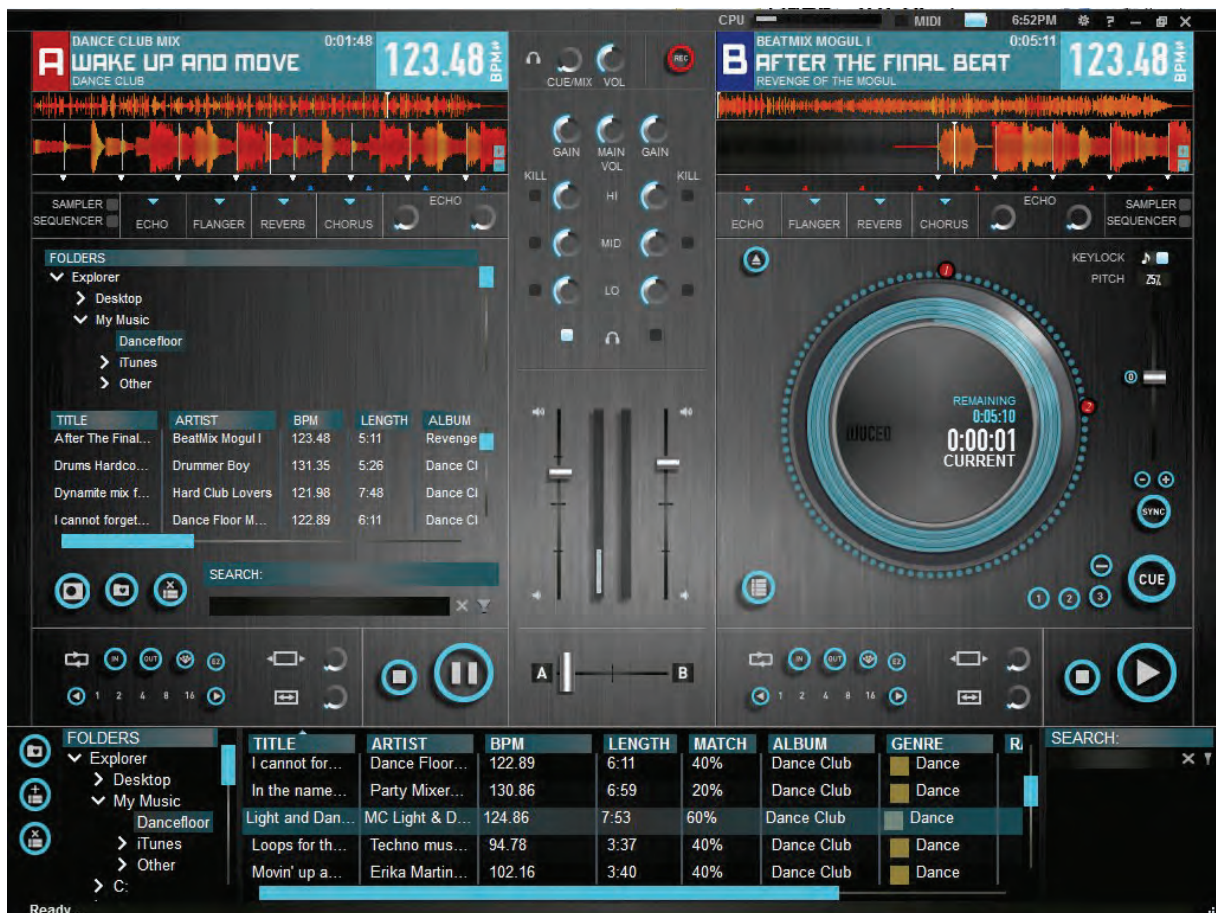 CPU MIDI 6:52PM ?
A DANCE CLUB MIX 0:01:48
WAKE UP AND MOVE 123.48 BPM
DANCE CLUB
CUE/MIX VOL REC
B BEATMIX MOGUL I 0:05:11
AFTER THE FINAL BEAT 123.48 BPM
REVENGE OF THE MOGUL
GAIN MAIN VOL GAIN
KILL KILL
HI
MID
LO
SAMPLER
SEQUENCER
ECHO FLANGER REVERB CHORUS ECHO
ECHO FLANGER REVERB CHORUS ECHO
SAMPLER
SEQUENCER
FOLDERS
Explorer
Desktop
My Music
Dancefloor
iTunes
Other
TITLE ARTIST BPM LENGTH ALBUM
After The Final... BeatMix Mogul I 123.48 5:11 Revenge
Drums Hardco... Drummer Boy 131.35 5:26 Dance Cl
Dynamite mix f... Hard Club Lovers 121.98 7:48 Dance Cl
I cannot forget... Dance Floor M... 122.89 6:11 Dance Cl
SEARCH:
KEYLOCK
PITCH 25%
1
2
0
REMAINING
0:05:10
0:00:01
CURRENT
SYNC
CUE
1 2 3
IN OUT EZ
1 2 4 8 16
A B
IN OUT EZ
1 2 4 8 16
FOLDERS
Explorer
Desktop
My Music
Dancefloor
iTunes
Other
C:
TITLE ARTIST BPM LENGTH MATCH ALBUM GENRE
I cannot for... Dance Floor... 122.89 6:11 40% Dance Club Dance
In the name... Party Mixer... 130.86 6:59 20% Dance Club Dance
Light and Dan... MC Light & D... 124.86 7:53 60% Dance Club Dance
Loops for th... Techno mus... 94.78 3:37 40% Dance Club Dance
Movin' up a... Erika Martin... 102.16 3:40 40% Dance Club Dance
SEARCH:
Ready